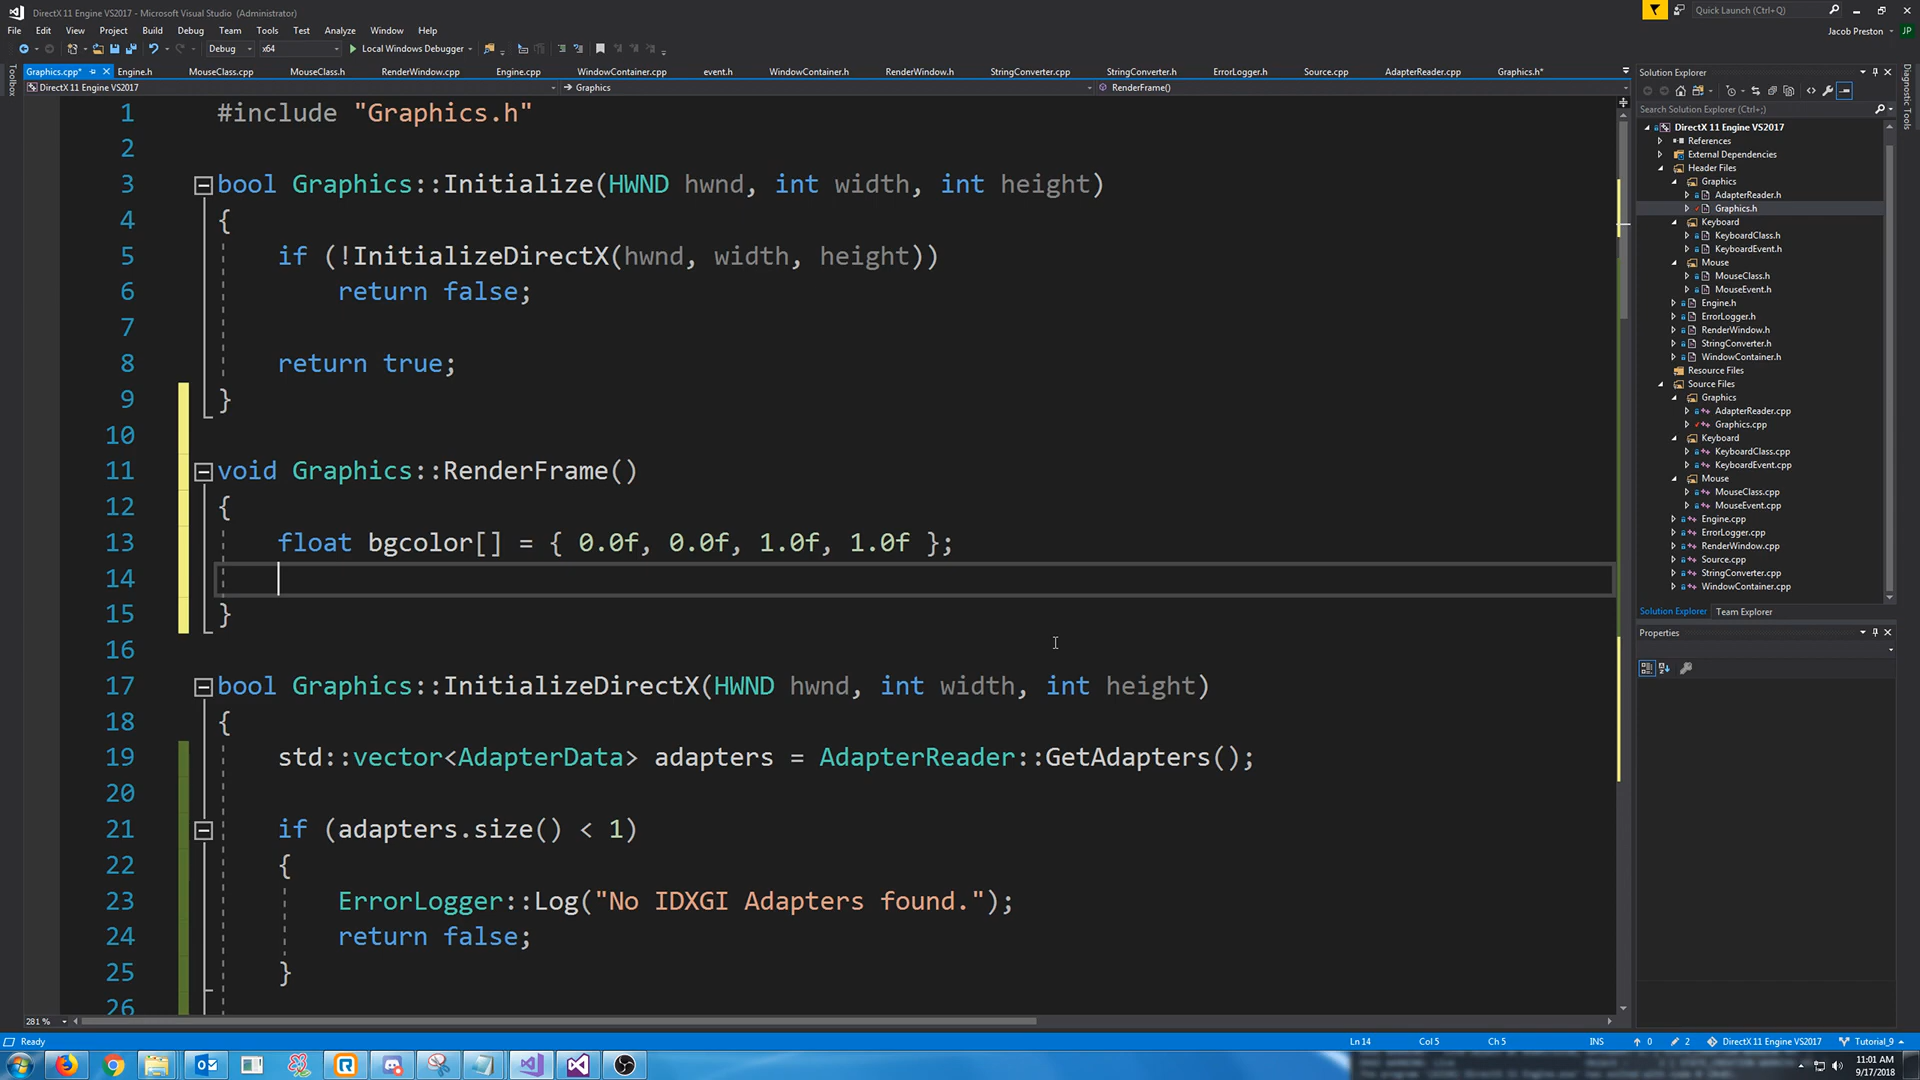 DirectX 11 Engine VS2017 - Microsoft Visual Studio (Administrator)
Quick Launch (Ctrl+Q)
File Edit View Project Build Debug Team Tools Test Analyze Window Help
Jacob Preston JP
Debug x64 Local Windows Debugger
Graphics.cpp* Engine.h MouseClass.cpp MouseClass.h RenderWindow.cpp Engine.cpp WindowContainer.cpp event.h WindowContainer.h RenderWindow.h StringConverter.cpp StringConverter.h ErrorLogger.h Source.cpp AdapterReader.cpp Graphics.h*
DirectX 11 Engine VS2017 Graphics RenderFrame()
Toolbox
1 #include "Graphics.h"
2
3 bool Graphics::Initialize(HWND hwnd, int width, int height)
4 {
5 if (!InitializeDirectX(hwnd, width, height))
6 return false;
7
8 return true;
9 }
10
11 void Graphics::RenderFrame()
12 {
13 float bgcolor[] = { 0.0f, 0.0f, 1.0f, 1.0f };
14
15 }
16
17 bool Graphics::InitializeDirectX(HWND hwnd, int width, int height)
18 {
19 std::vector<AdapterData> adapters = AdapterReader::GetAdapters();
20
21 if (adapters.size() < 1)
22 {
23 ErrorLogger::Log("No IDXGI Adapters found.");
24 return false;
25 }
26
281 %
Solution Explorer
Search Solution Explorer (Ctrl+;)
DirectX 11 Engine VS2017
References
External Dependencies
Header Files
Graphics
AdapterReader.h
Graphics.h
Keyboard
KeyboardClass.h
KeyboardEvent.h
Mouse
MouseClass.h
MouseEvent.h
Engine.h
ErrorLogger.h
RenderWindow.h
StringConverter.h
WindowContainer.h
Resource Files
Source Files
Graphics
AdapterReader.cpp
Graphics.cpp
Keyboard
KeyboardClass.cpp
KeyboardEvent.cpp
Mouse
MouseClass.cpp
MouseEvent.cpp
Engine.cpp
ErrorLogger.cpp
RenderWindow.cpp
Source.cpp
StringConverter.cpp
WindowContainer.cpp
Solution Explorer Team Explorer
Properties
Diagnostic Tools
Ready Ln 14 Col 5 Ch 5 INS 0 2 DirectX 11 Engine VS2017 Tutorial_9
11:01 AM
9/17/2018